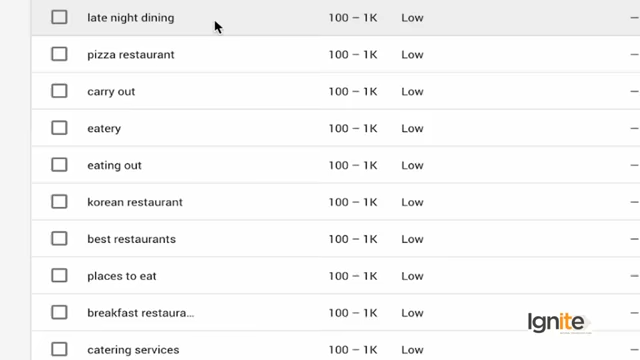 late night dining 100 – 1K Low –
pizza restaurant 100 – 1K Low –
carry out 100 – 1K Low –
eatery 100 – 1K Low –
eating out 100 – 1K Low –
korean restaurant 100 – 1K Low –
best restaurants 100 – 1K Low –
places to eat 100 – 1K Low –
breakfast restaura... 100 – 1K Low
Ignite
catering services 100 – 1K Low –